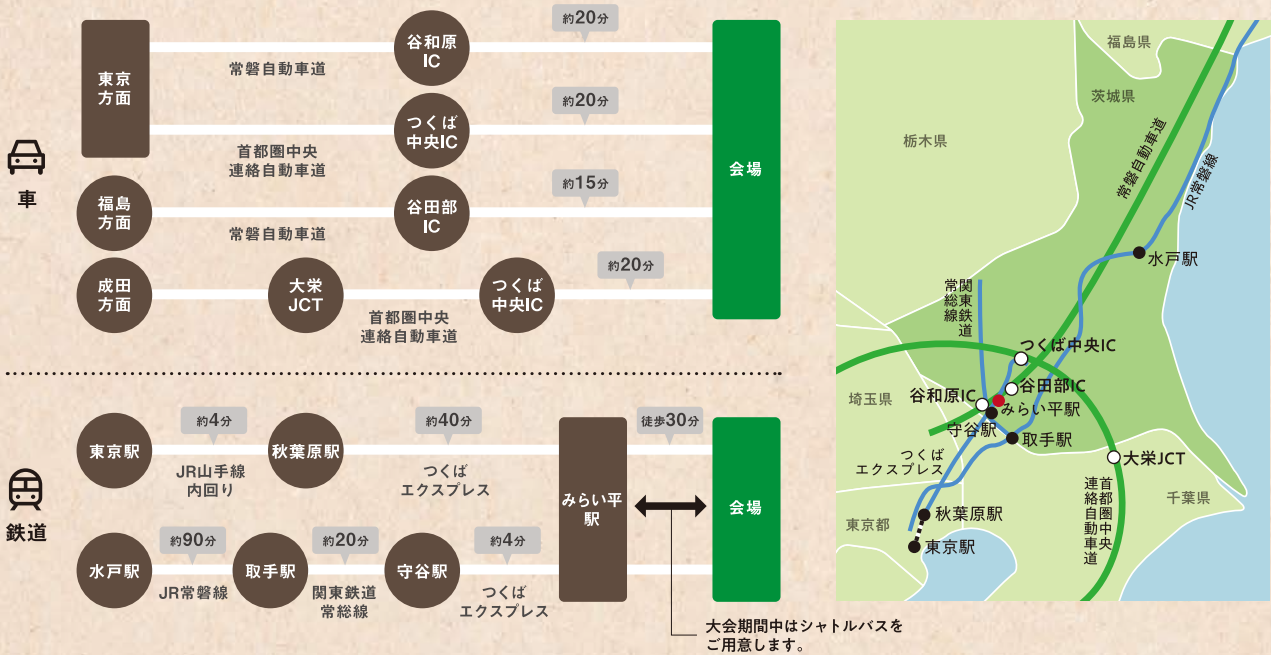 車
東京
方面
常磐自動車道
谷和原
IC
約20分
首都圏中央
連絡自動車道
つくば
中央IC
約20分
福島
方面
常磐自動車道
谷田部
IC
約15分
成田
方面
大栄
JCT
首都圏中央
連絡自動車道
つくば
中央IC
約20分
会場
鉄道
東京駅
約4分
JR山手線
内回り
秋葉原駅
約40分
つくば
エクスプレス
水戸駅
約90分
JR常磐線
取手駅
約20分
関東鉄道
常総線
守谷駅
約4分
つくば
エクスプレス
みらい平
駅
徒歩30分
会場
大会期間中はシャトルバスを
ご用意します。
福島県
茨城県
栃木県
常磐自動車道
JR常磐線
水戸駅
関東鉄道
常総線
つくば中央IC
谷田部IC
埼玉県
谷和原IC
みらい平駅
守谷駅
取手駅
つくば
エクスプレス
大栄JCT
首都圏中央
連絡自動車道
千葉県
東京都
秋葉原駅
東京駅